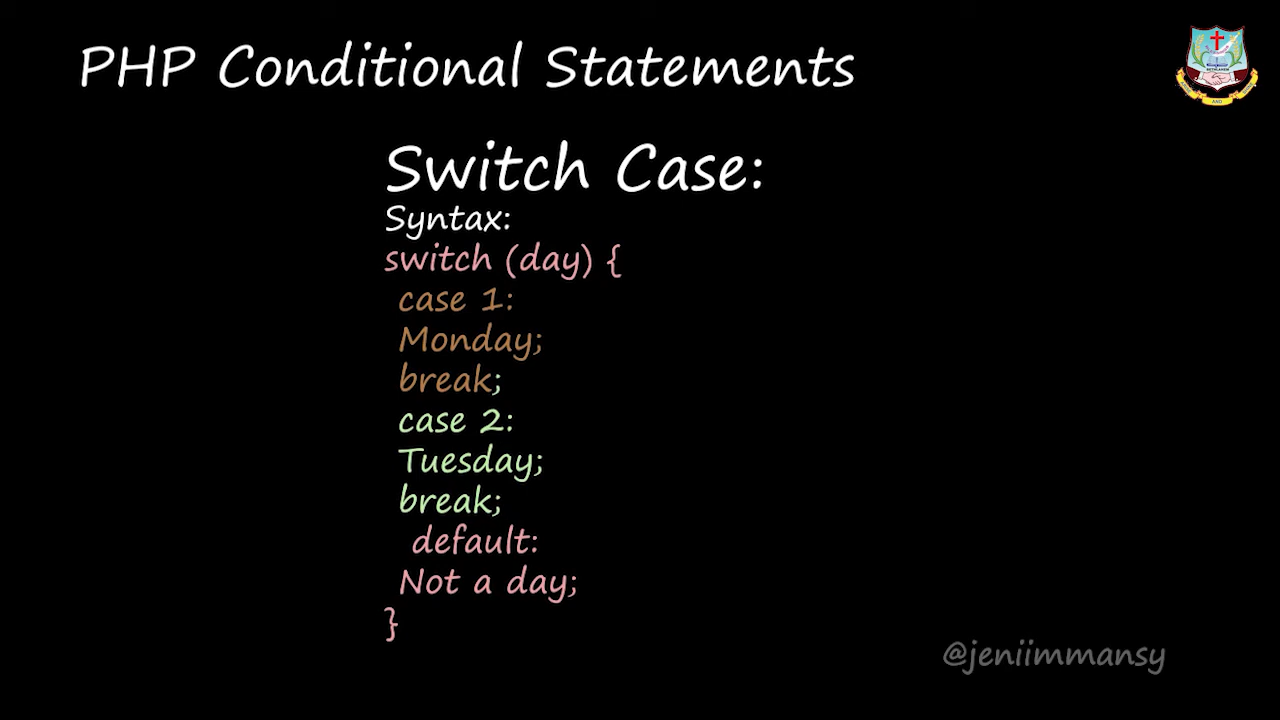 PHP Conditional Statements
Switch Case:
Syntax:
switch (day) {
case 1:
Monday;
break;
case 2:
Tuesday;
break;
default:
Not a day;
}
@jeniimmansy
AND